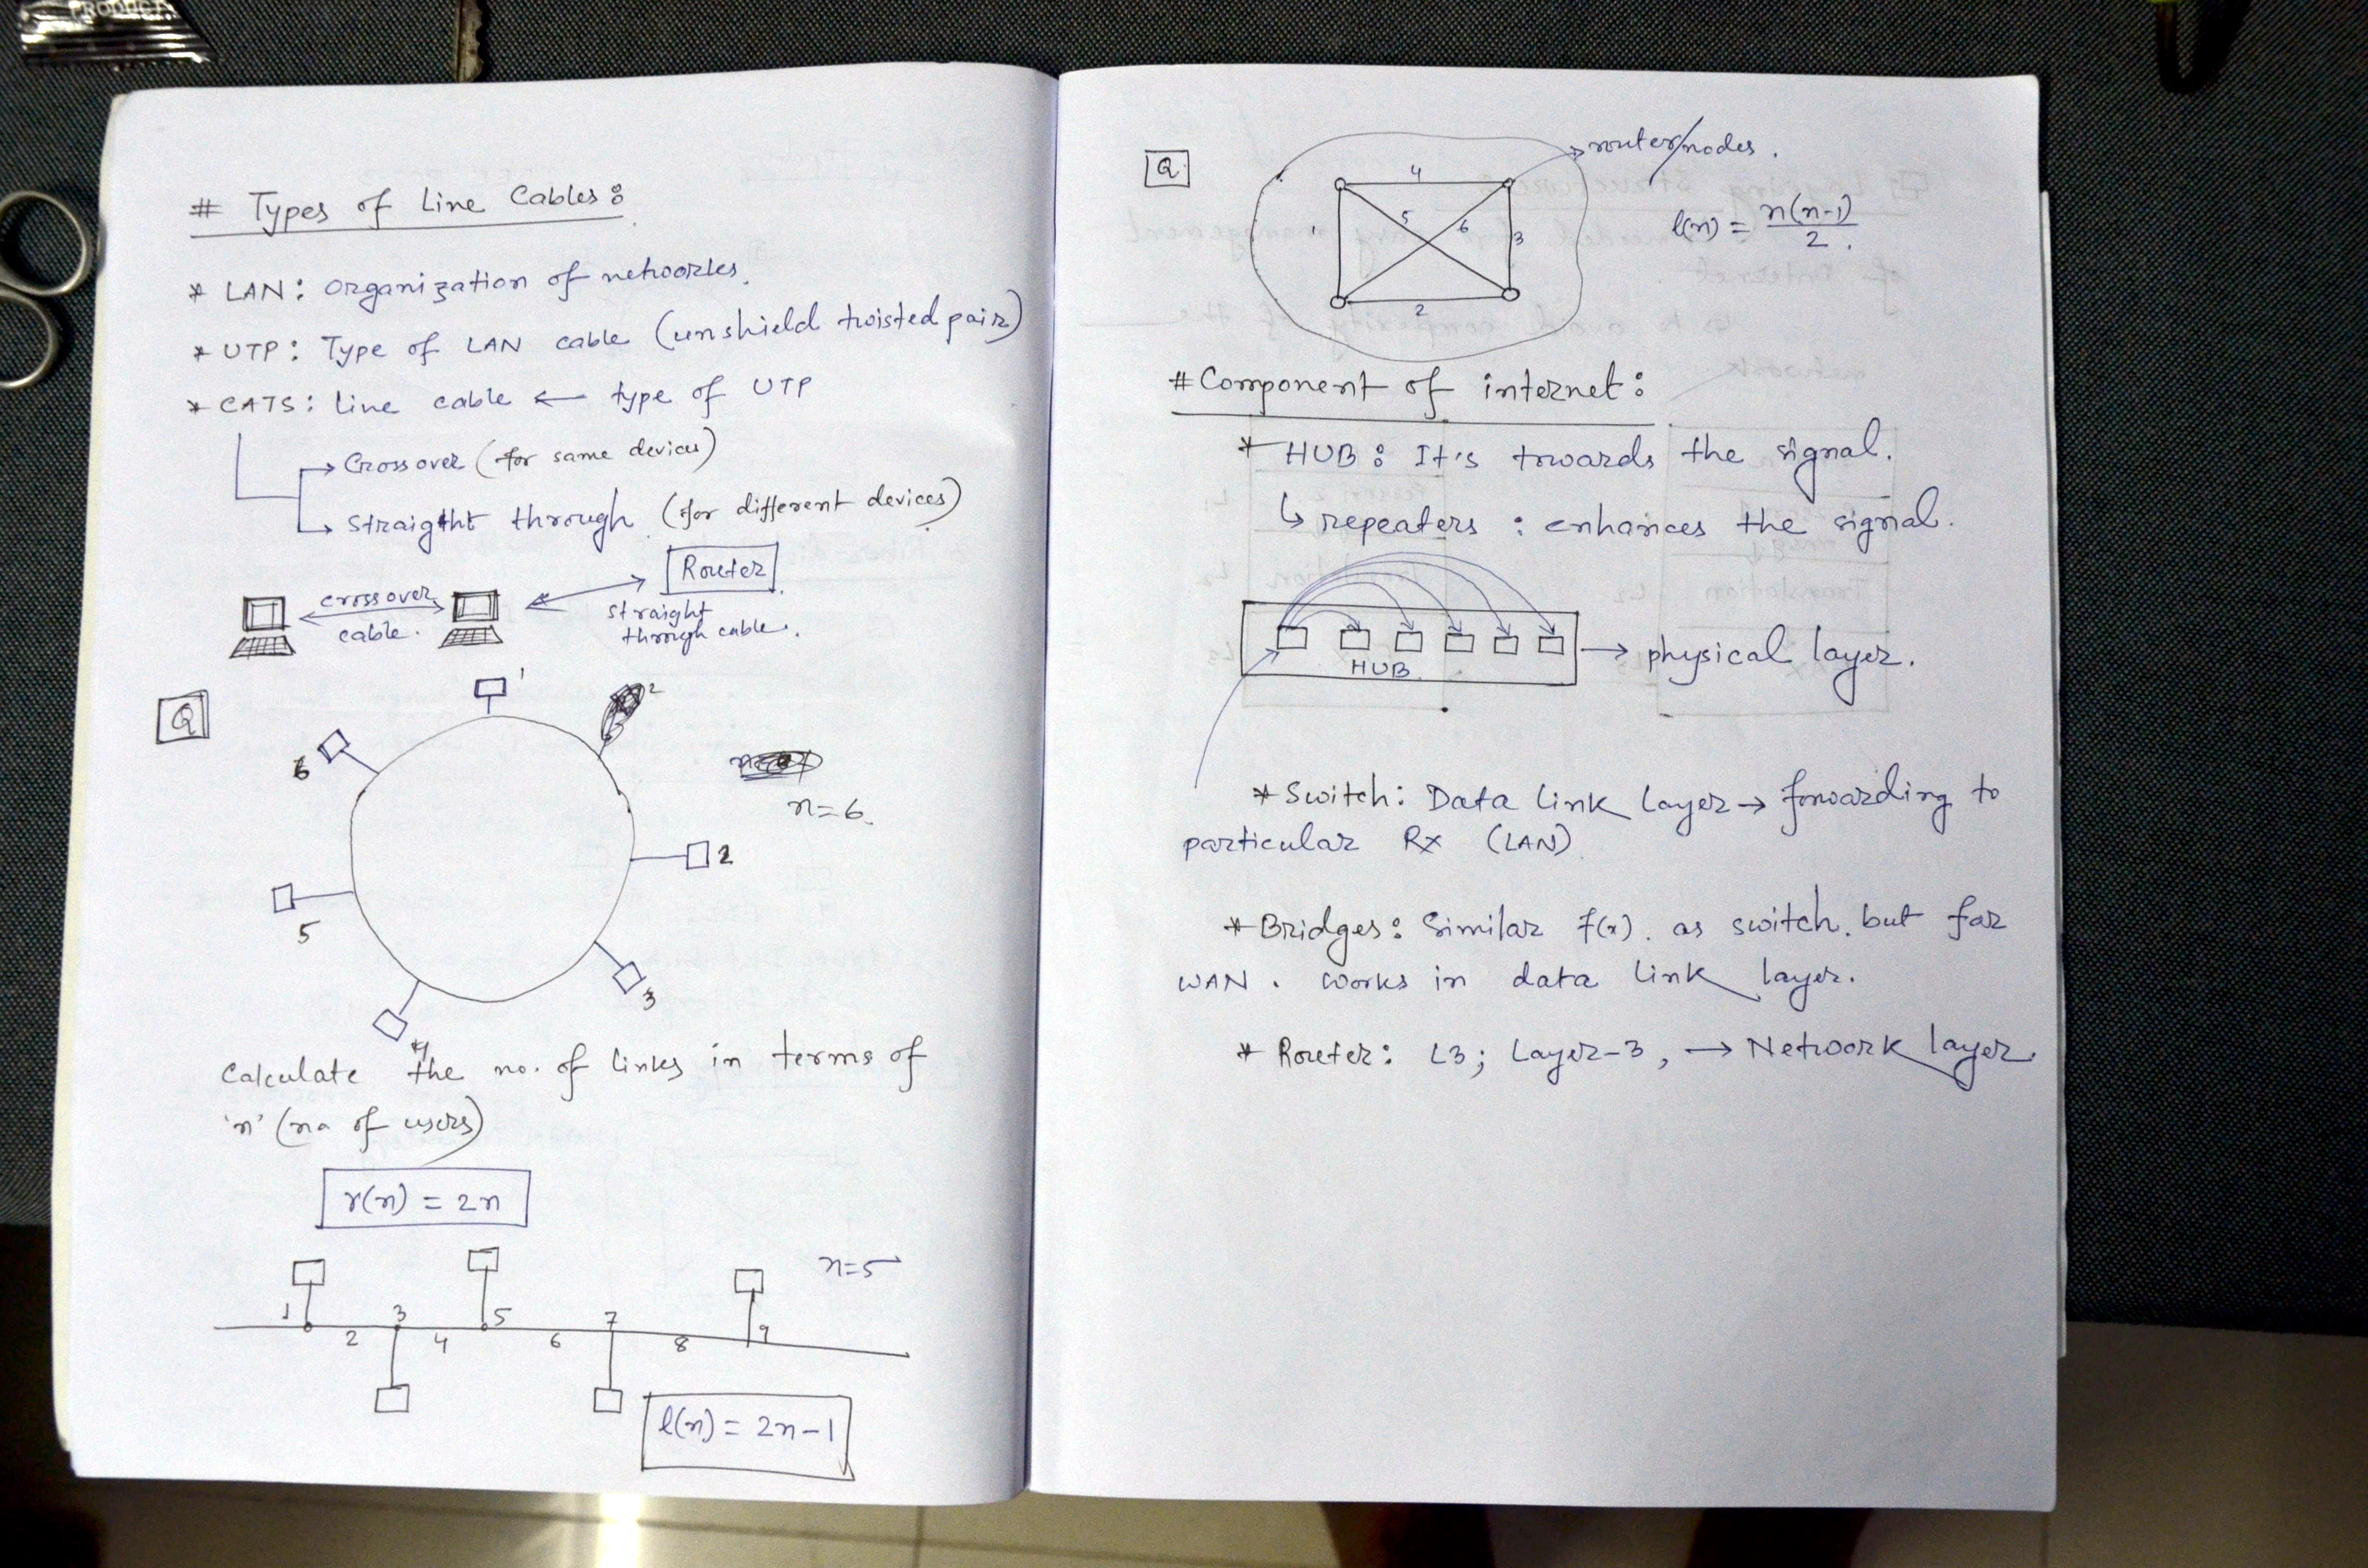 PRODUCT
# Types of Line Cables:
* LAN: organization of networks.
* UTP: Type of LAN cable (unshield twisted pair)
* CAT5: Line cable ← type of UTP
→ Crossover (for same devices)
→ Straigtht through (for different devices)
Router
crossover
cable.
straight
through cable.
Q
1
2
6
n=6.
2
5
3
4
Calculate the no. of links in terms of
'n' (no of users)
r(n) = 2n
n=5
1 2 3 4 5 6 7 8 9
l(n) = 2n-1
Q.
router/nodes.
4
1 5 6 3
2
l(n) = n(n-1)/2.
# Component of internet:
* HUB: It's towards the signal.
↳ repeaters : enhances the signal.
HUB → physical layer.
* Switch: Data link layer → forwarding to
particular Rx (LAN)
* Bridges: Similar f(x). as switch. but for
WAN. works in data link layer.
* Router: L3; Layer-3, → Network layer.